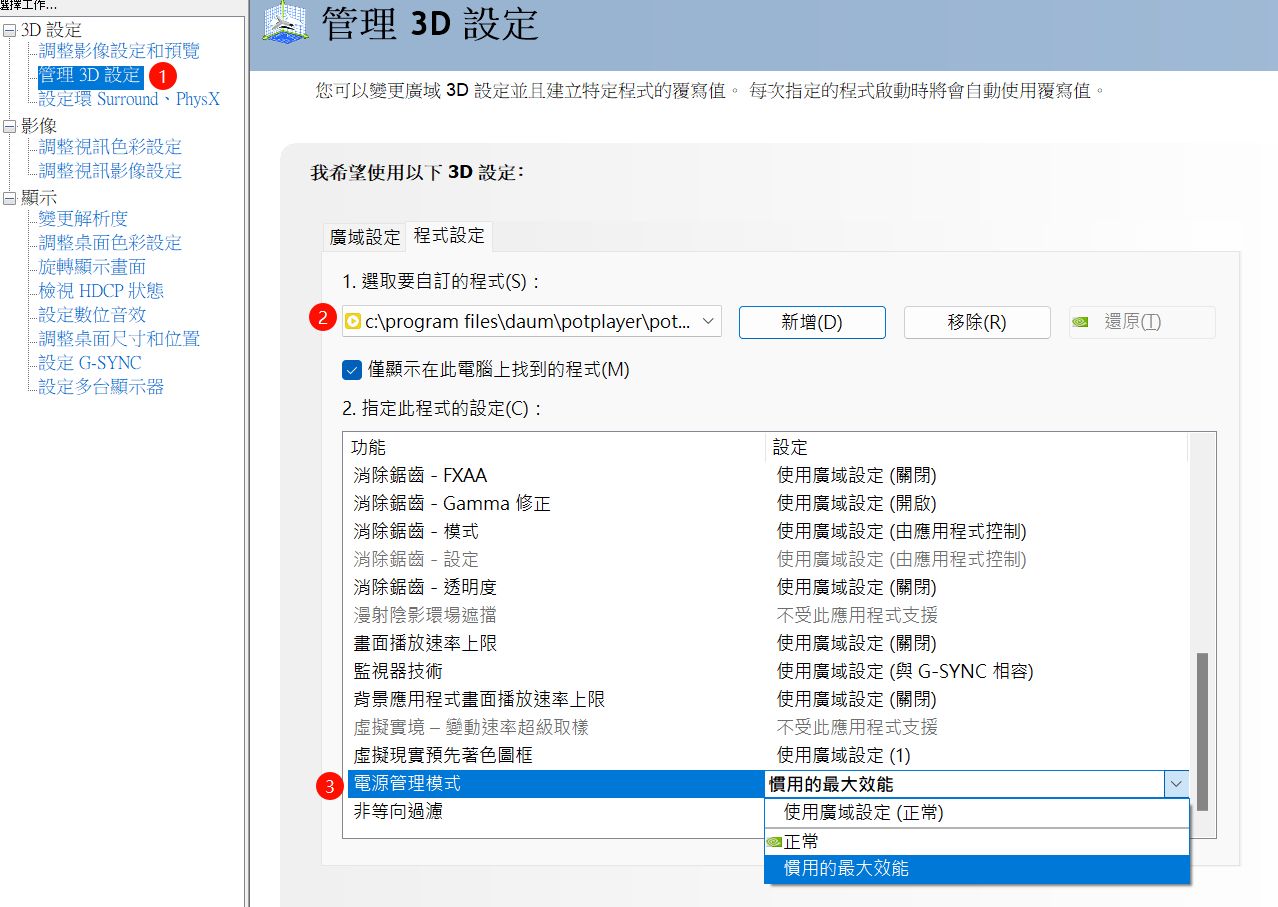 選擇工作...
3D 設定
調整影像設定和預覽
管理 3D 設定 1
設定環 Surround、PhysX
影像
調整視訊色彩設定
調整視訊影像設定
顯示
變更解析度
調整桌面色彩設定
旋轉顯示畫面
檢視 HDCP 狀態
設定數位音效
調整桌面尺寸和位置
設定 G-SYNC
設定多台顯示器
管理 3D 設定
您可以變更廣域 3D 設定並且建立特定程式的覆寫值。 每次指定的程式啟動時將會自動使用覆寫值。
我希望使用以下 3D 設定：
廣域設定 程式設定
1. 選取要自訂的程式(S)：
2 c:\program files\daum\potplayer\pot... 新增(D) 移除(R) 還原(T)
僅顯示在此電腦上找到的程式(M)
2. 指定此程式的設定(C)：
功能 設定
消除鋸齒 - FXAA 使用廣域設定 (關閉)
消除鋸齒 - Gamma 修正 使用廣域設定 (開啟)
消除鋸齒 - 模式 使用廣域設定 (由應用程式控制)
消除鋸齒 - 設定 使用廣域設定 (由應用程式控制)
消除鋸齒 - 透明度 使用廣域設定 (關閉)
漫射陰影環場遮擋 不受此應用程式支援
畫面播放速率上限 使用廣域設定 (關閉)
監視器技術 使用廣域設定 (與 G-SYNC 相容)
背景應用程式畫面播放速率上限 使用廣域設定 (關閉)
虛擬實境 – 變動速率超級取樣 不受此應用程式支援
虛擬現實預先著色圖框 使用廣域設定 (1)
3 電源管理模式 慣用的最大效能
非等向過濾 使用廣域設定 (正常)
正常
慣用的最大效能